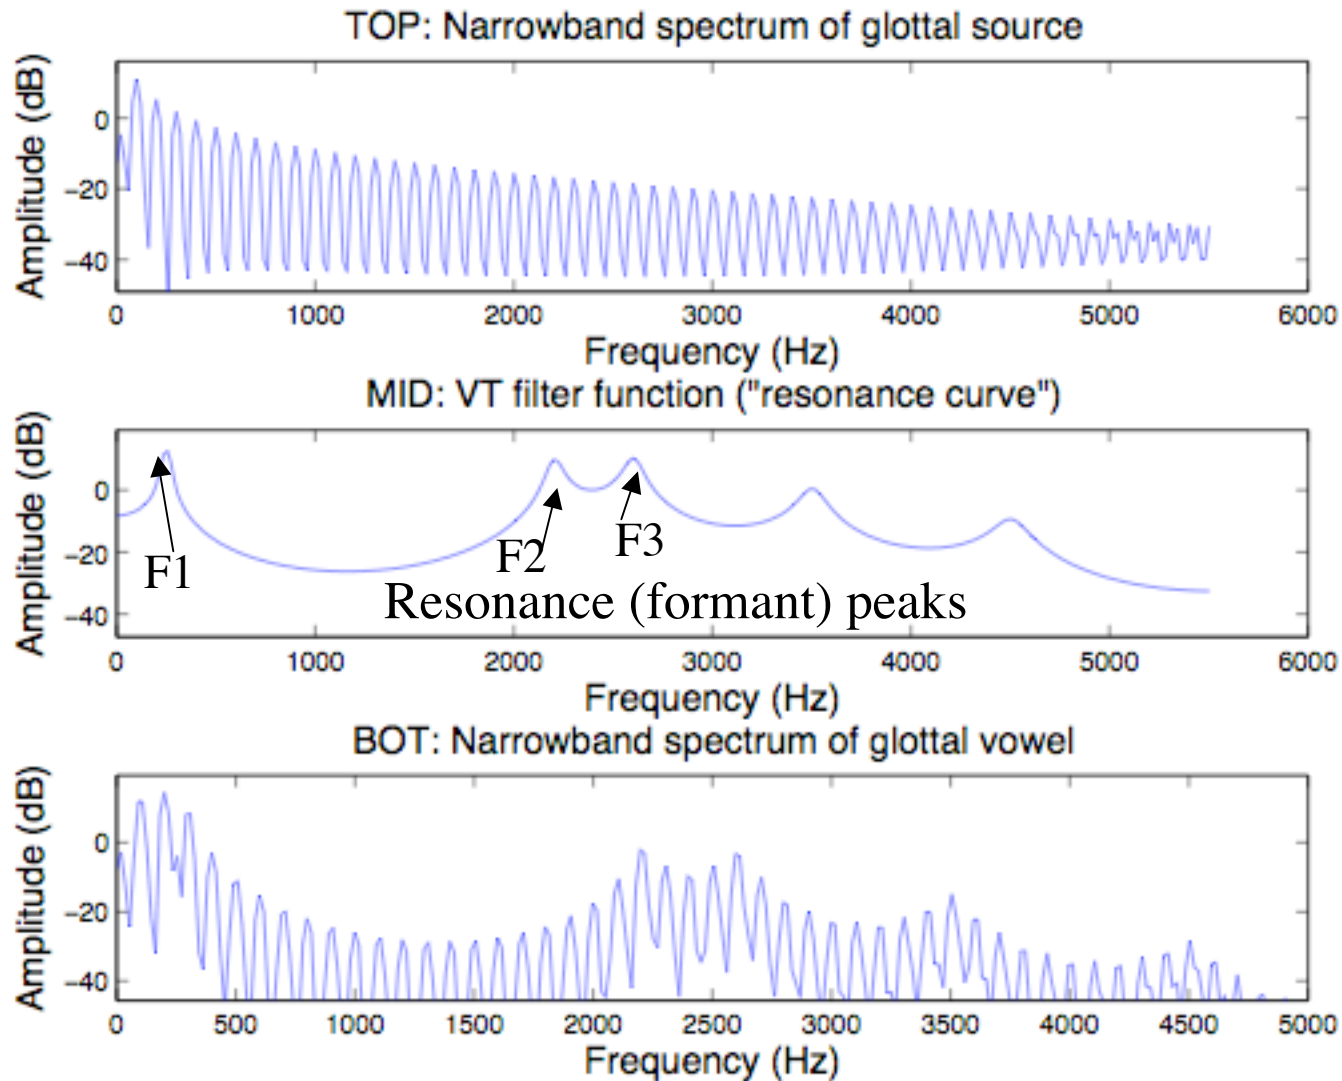 TOP: Narrowband spectrum of glottal source
Amplitude (dB)
0
−20
−40
0 1000 2000 3000 4000 5000 6000
Frequency (Hz)
MID: VT filter function ("resonance curve")
Amplitude (dB)
0
−20
−40
F1
F2
F3
Resonance (formant) peaks
0 1000 2000 3000 4000 5000 6000
Frequency (Hz)
BOT: Narrowband spectrum of glottal vowel
Amplitude (dB)
0
−20
−40
0 500 1000 1500 2000 2500 3000 3500 4000 4500 5000
Frequency (Hz)